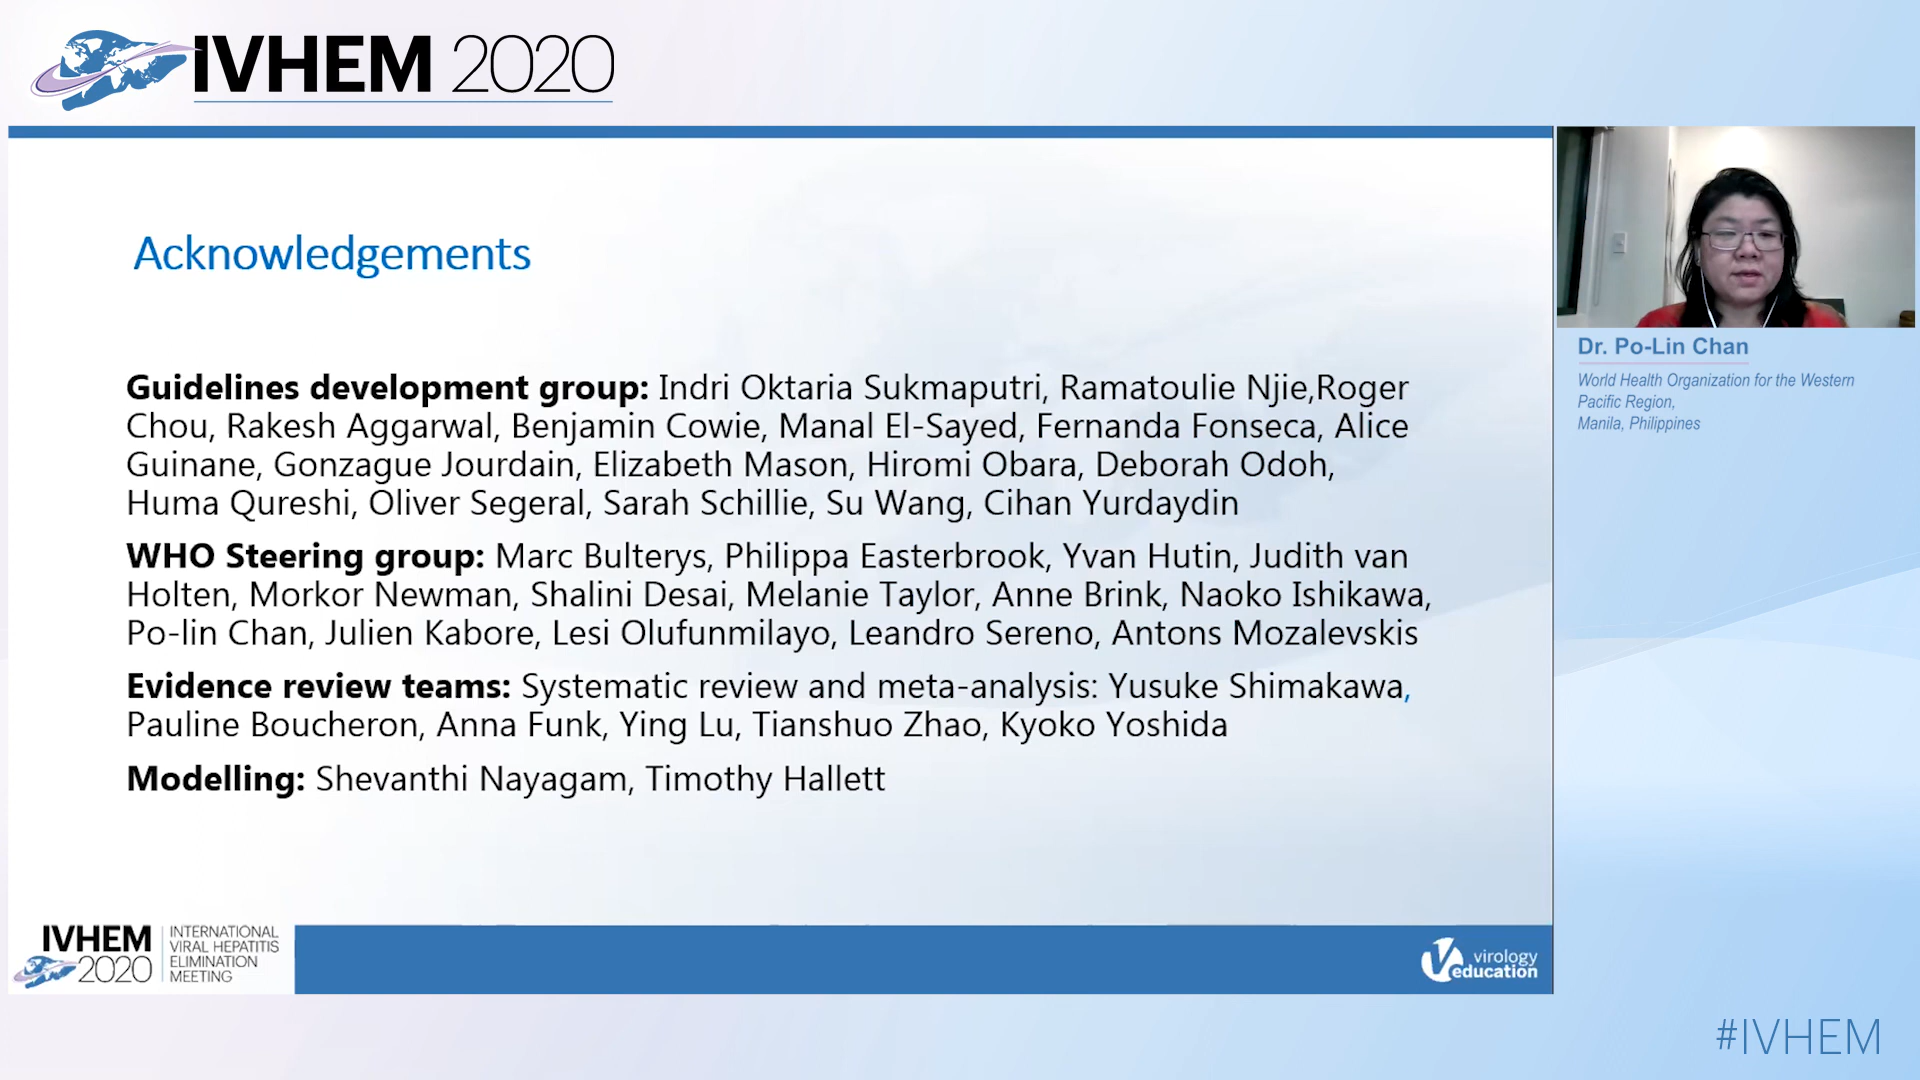 IVHEM 2020
Acknowledgements
Guidelines development group: Indri Oktaria Sukmaputri, Ramatoulie Njie,Roger
Chou, Rakesh Aggarwal, Benjamin Cowie, Manal El-Sayed, Fernanda Fonseca, Alice
Guinane, Gonzague Jourdain, Elizabeth Mason, Hiromi Obara, Deborah Odoh,
Huma Qureshi, Oliver Segeral, Sarah Schillie, Su Wang, Cihan Yurdaydin
WHO Steering group: Marc Bulterys, Philippa Easterbrook, Yvan Hutin, Judith van
Holten, Morkor Newman, Shalini Desai, Melanie Taylor, Anne Brink, Naoko Ishikawa,
Po-lin Chan, Julien Kabore, Lesi Olufunmilayo, Leandro Sereno, Antons Mozalevskis
Evidence review teams: Systematic review and meta-analysis: Yusuke Shimakawa,
Pauline Boucheron, Anna Funk, Ying Lu, Tianshuo Zhao, Kyoko Yoshida
Modelling: Shevanthi Nayagam, Timothy Hallett
Dr. Po-Lin Chan
World Health Organization for the Western
Pacific Region,
Manila, Philippines
IVHEM
2020
INTERNATIONAL
VIRAL HEPATITIS
ELIMINATION
MEETING
virology
education
#IVHEM